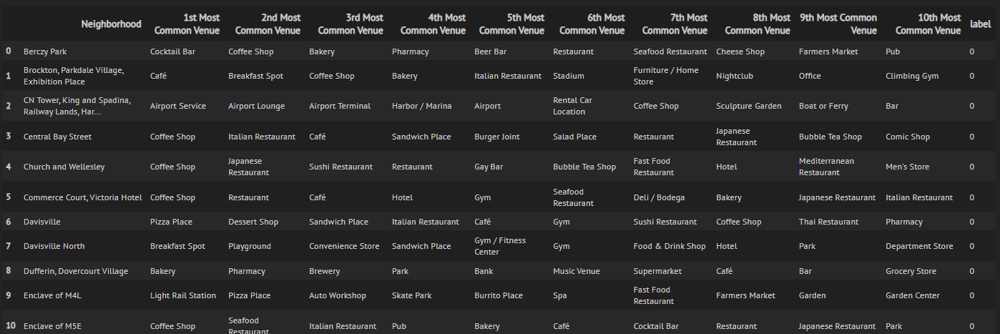 Neighborhood 1st Most Common Venue 2nd Most Common Venue 3rd Most Common Venue 4th Most Common Venue 5th Most Common Venue 6th Most Common Venue 7th Most Common Venue 8th Most Common Venue 9th Most Common Venue 10th Most Common Venue label
0 Berczy Park Cocktail Bar Coffee Shop Bakery Pharmacy Beer Bar Restaurant Seafood Restaurant Cheese Shop Farmers Market Pub 0
1 Brockton, Parkdale Village, Exhibition Place Café Breakfast Spot Coffee Shop Bakery Italian Restaurant Stadium Furniture / Home Store Nightclub Office Climbing Gym 0
2 CN Tower, King and Spadina, Railway Lands, Har... Airport Service Airport Lounge Airport Terminal Harbor / Marina Airport Rental Car Location Coffee Shop Sculpture Garden Boat or Ferry Bar 0
3 Central Bay Street Coffee Shop Italian Restaurant Café Sandwich Place Burger Joint Salad Place Restaurant Japanese Restaurant Bubble Tea Shop Comic Shop 0
4 Church and Wellesley Coffee Shop Japanese Restaurant Sushi Restaurant Restaurant Gay Bar Bubble Tea Shop Fast Food Restaurant Hotel Mediterranean Restaurant Men's Store 0
5 Commerce Court, Victoria Hotel Coffee Shop Restaurant Café Hotel Gym Seafood Restaurant Deli / Bodega Bakery Japanese Restaurant Italian Restaurant 0
6 Davisville Pizza Place Dessert Shop Sandwich Place Italian Restaurant Café Gym Sushi Restaurant Coffee Shop Thai Restaurant Pharmacy 0
7 Davisville North Breakfast Spot Playground Convenience Store Sandwich Place Gym / Fitness Center Gym Food & Drink Shop Hotel Park Department Store 0
8 Dufferin, Dovercourt Village Bakery Pharmacy Brewery Park Bank Music Venue Supermarket Café Bar Grocery Store 0
9 Enclave of M4L Light Rail Station Pizza Place Auto Workshop Skate Park Burrito Place Spa Fast Food Restaurant Farmers Market Garden Garden Center 0
10 Enclave of M5E Coffee Shop Seafood Restaurant Italian Restaurant Pub Bakery Café Cocktail Bar Restaurant Japanese Restaurant Park 0